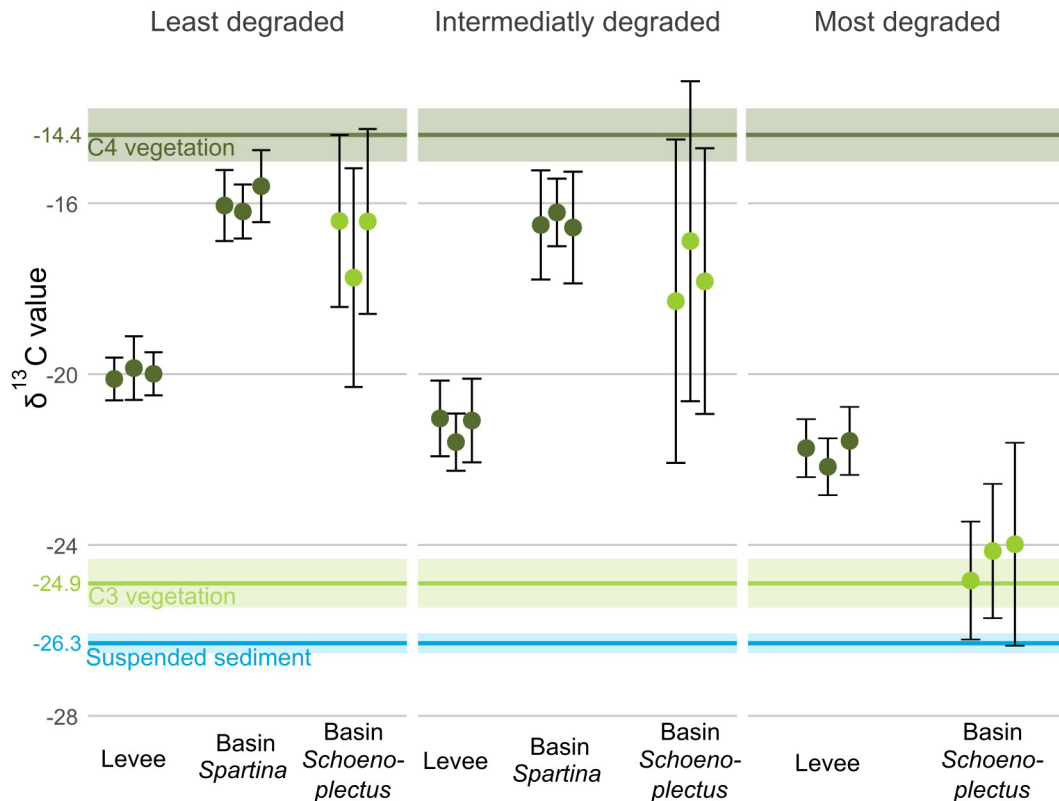 Least degraded
Intermediatly degraded
Most degraded
δ¹³C value
-14.4
C4 vegetation
-16
-20
-24
-24.9
C3 vegetation
-26.3
Suspended sediment
-28
Levee
Basin
Spartina
Basin
Schoeno-
plectus
Levee
Basin
Spartina
Basin
Schoeno-
plectus
Levee
Basin
Schoeno-
plectus